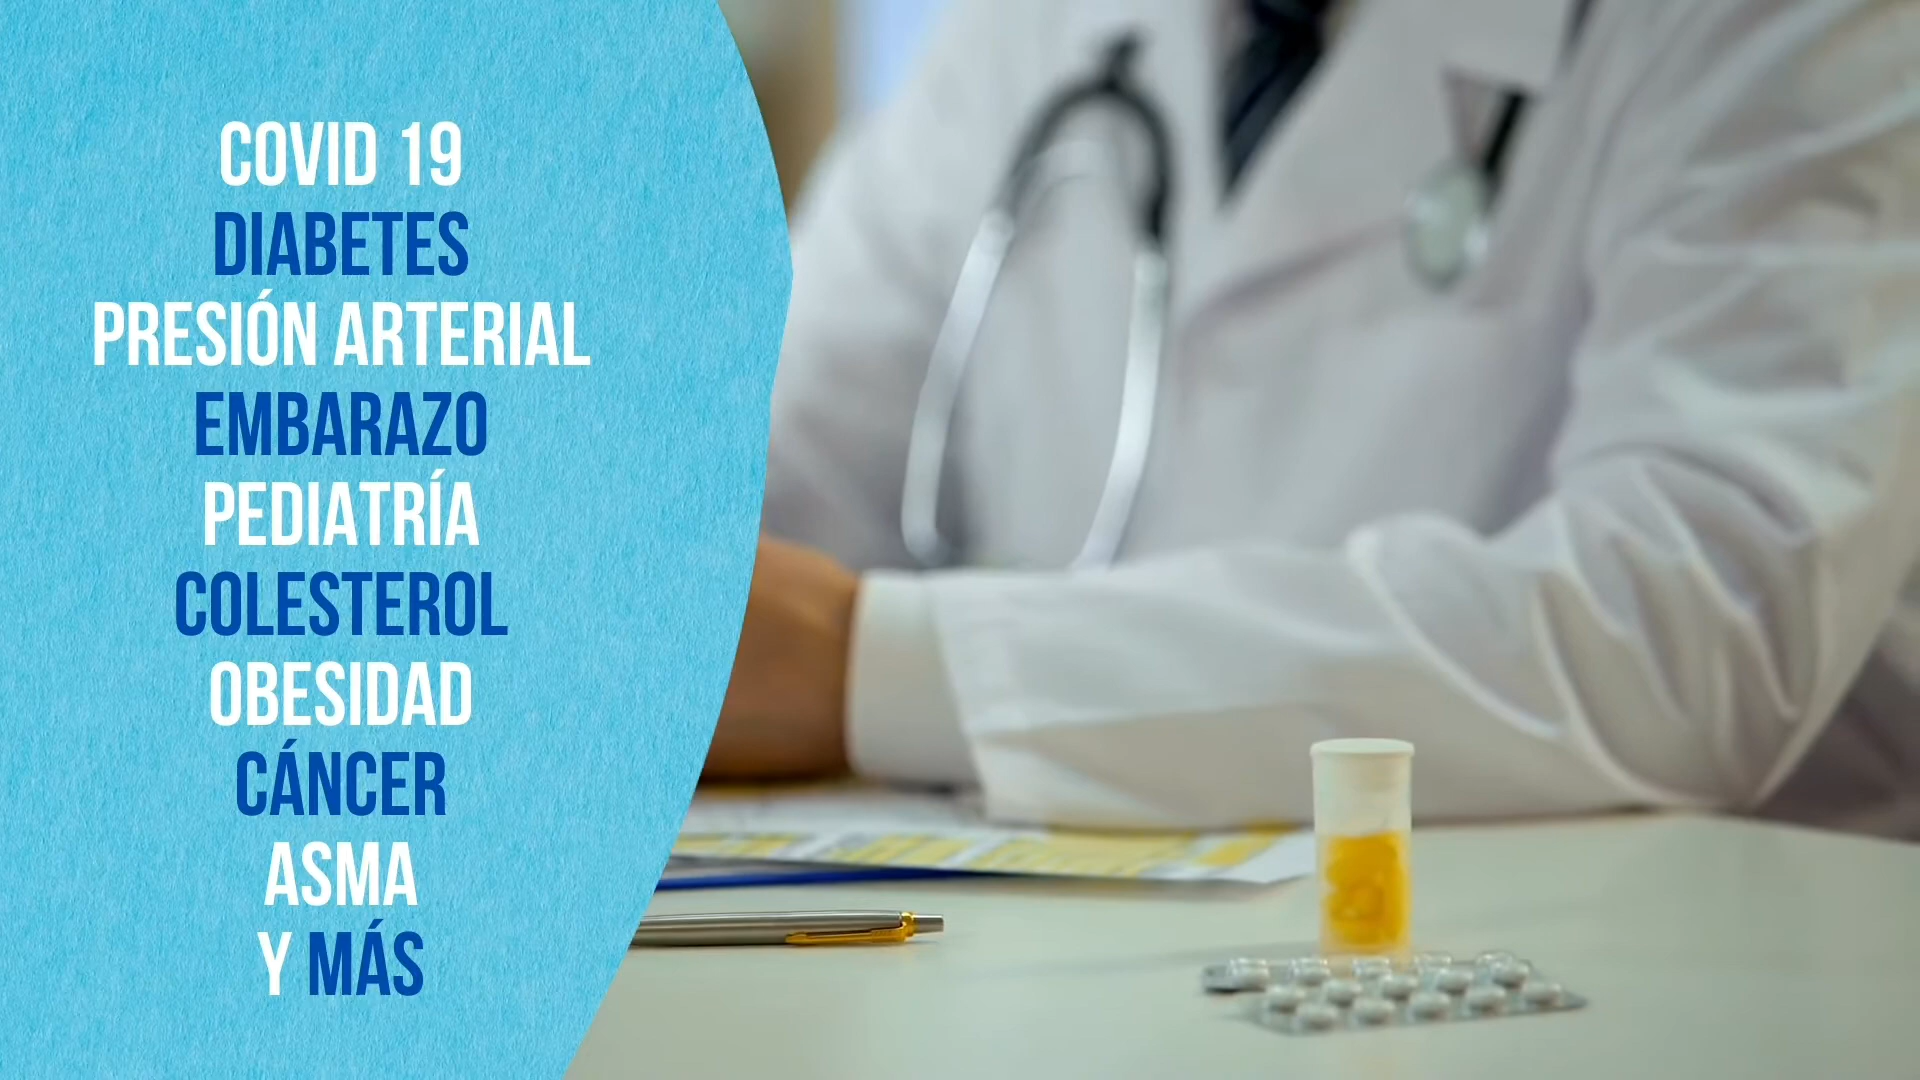 COVID 19
DIABETES
PRESIÓN ARTERIAL
EMBARAZO
PEDIATRÍA
COLESTEROL
OBESIDAD
CÁNCER
ASMA
Y MÁS